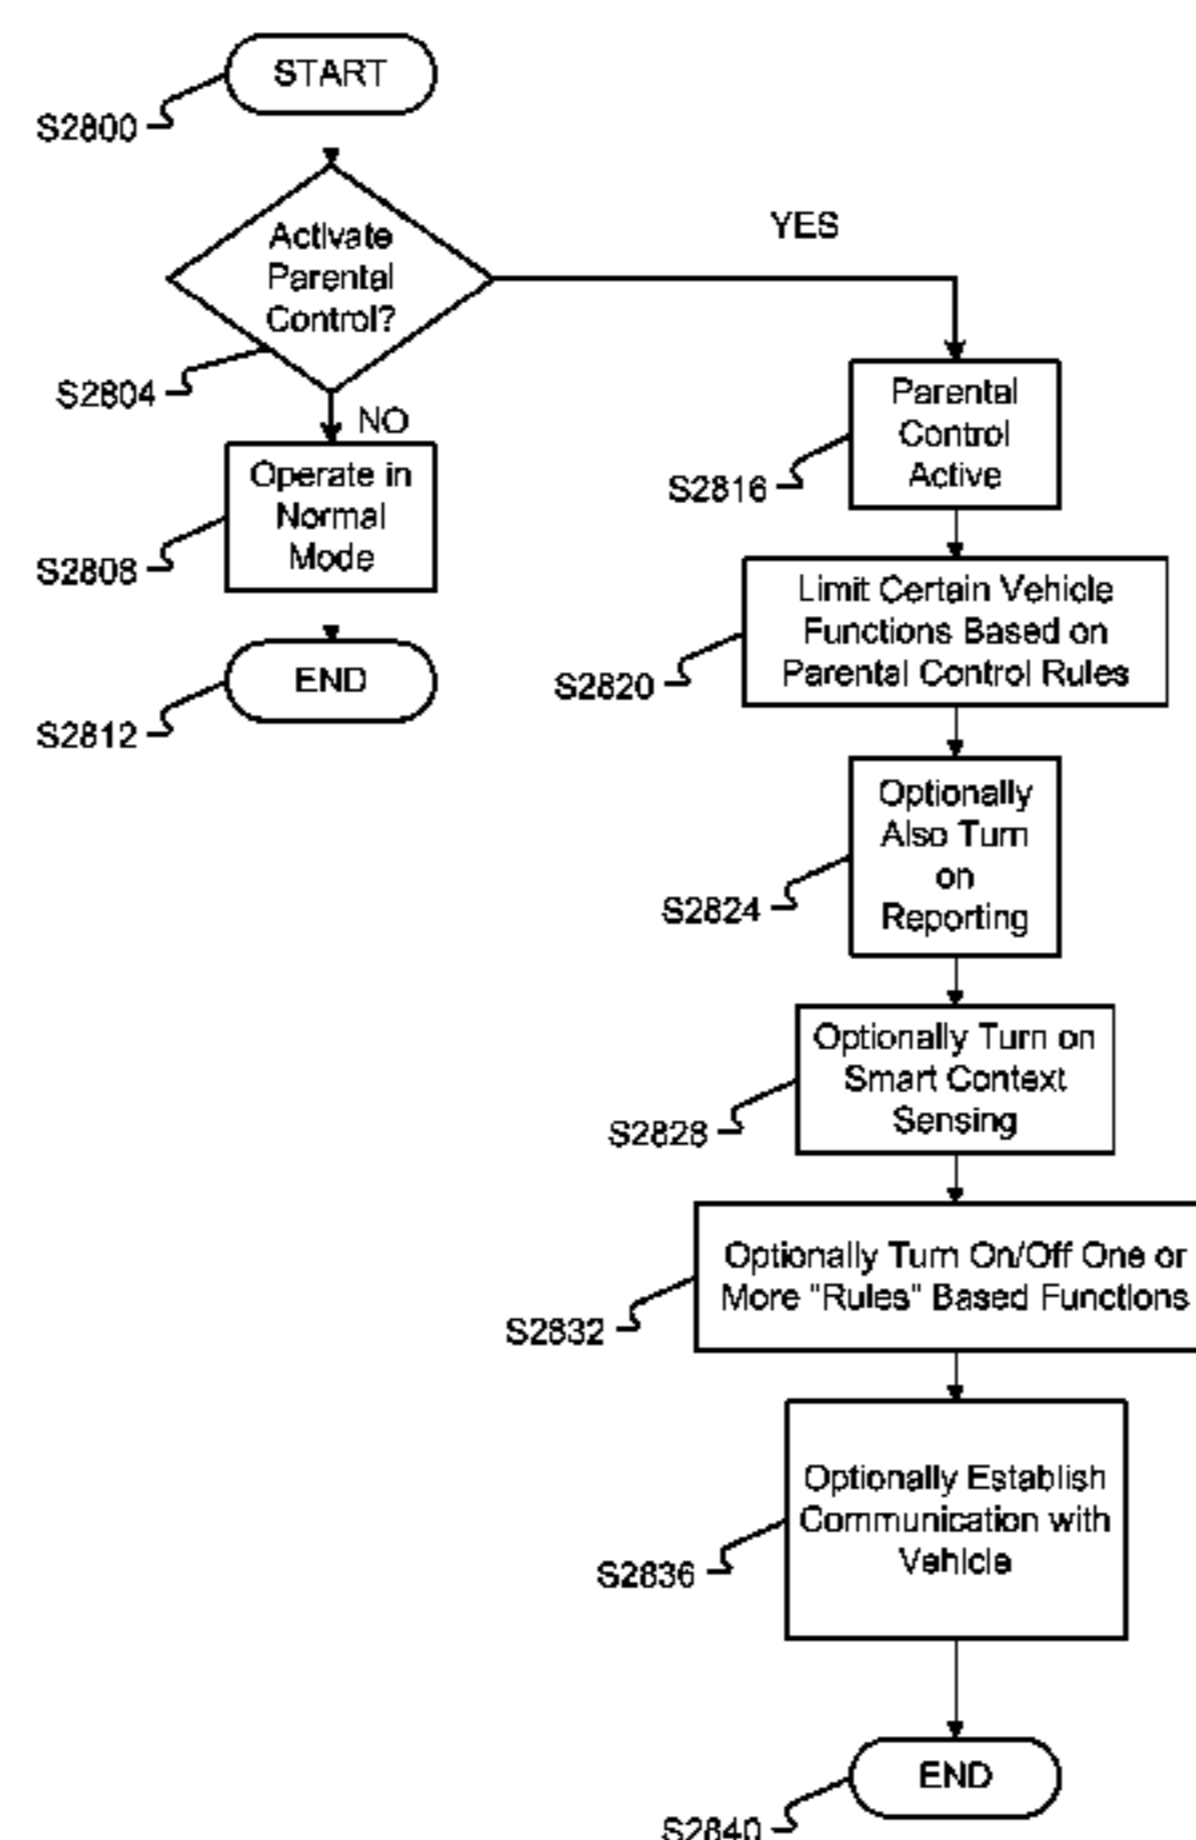 START
S2800
Activate
Parental
Control?
S2804
YES
NO
Operate in
Normal
Mode
S2808
END
S2812
Parental
Control
Active
S2816
Limit Certain Vehicle
Functions Based on
Parental Control Rules
S2820
Optionally
Also Turn
on
Reporting
S2824
Optionally Turn on
Smart Context
Sensing
S2828
Optionally Turn On/Off One or
More "Rules" Based Functions
S2832
Optionally Establish
Communication with
Vehicle
S2836
END
S2840